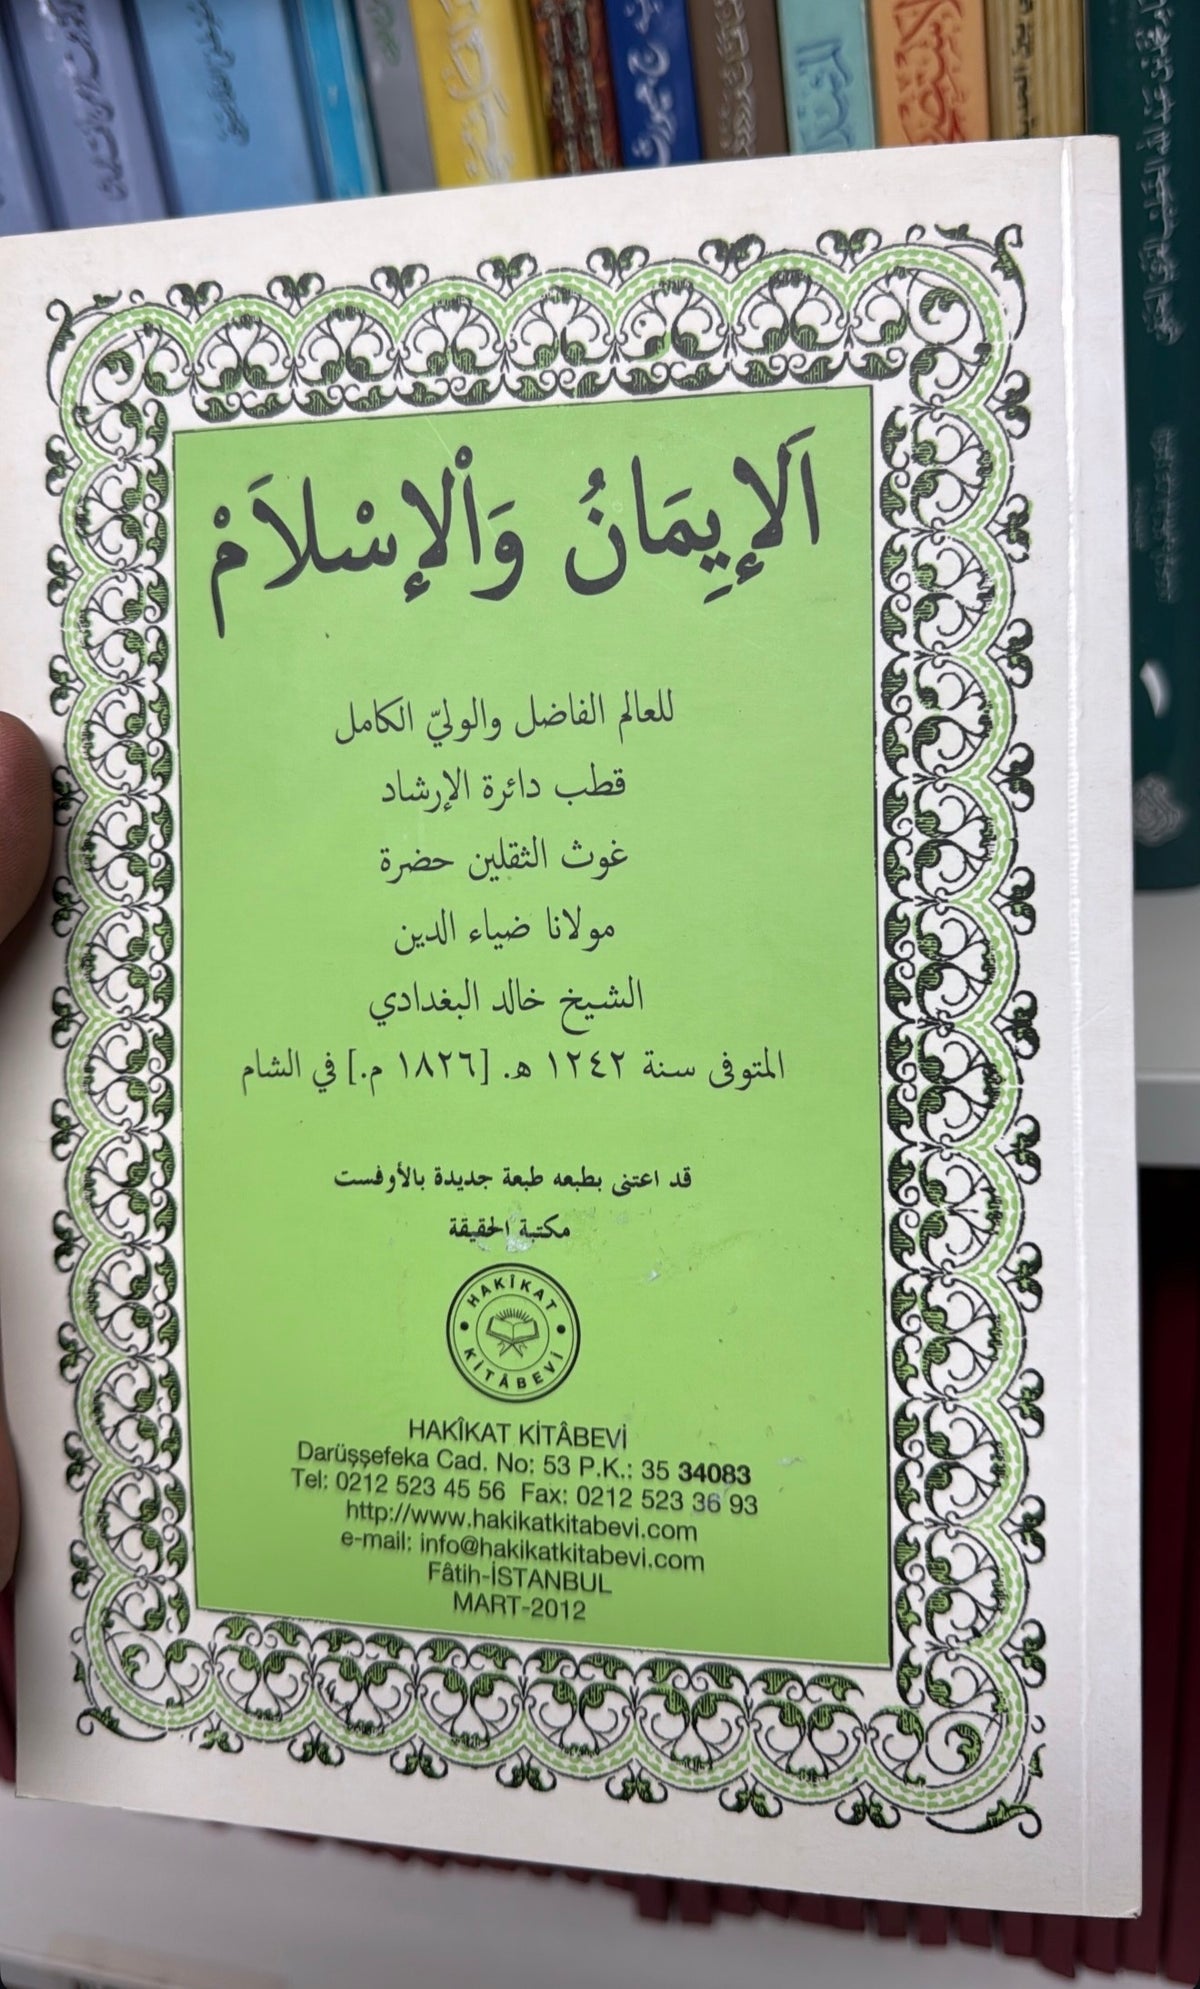 اَلإِيمَانُ وَاْلإِسْلاَمْ
للعالم الفاضل والوليّ الكامل
قطب دائرة الإرشاد
غوث الثقلين حضرة
مولانا ضياء الدين
الشيخ خالد البغدادي
المتوفى سنة ١٢٤٢ هـ. [١٨٢٦ م.] في الشام
قد اعتنى بطبعه طبعة جديدة بالأوفست
مكتبة الحقيقة
HAKÎKAT
KİTÂBEVİ
HAKÎKAT KİTÂBEVİ
Darüşşefeka Cad. No: 53 P.K.: 35 34083
Tel: 0212 523 45 56 Fax: 0212 523 36 93
http://www.hakikatkitabevi.com
e-mail: info@hakikatkitabevi.com
Fâtih-İSTANBUL
MART-2012